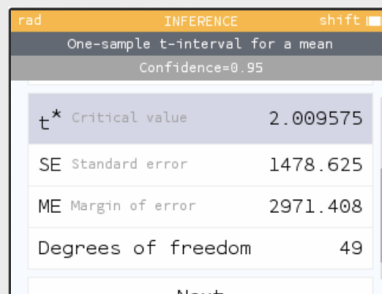 rad INFERENCE shift
One-sample t-interval for a mean
Confidence=0.95
t* Critical value 2.009575
SE Standard error 1478.625
ME Margin of error 2971.408
Degrees of freedom 49
Next